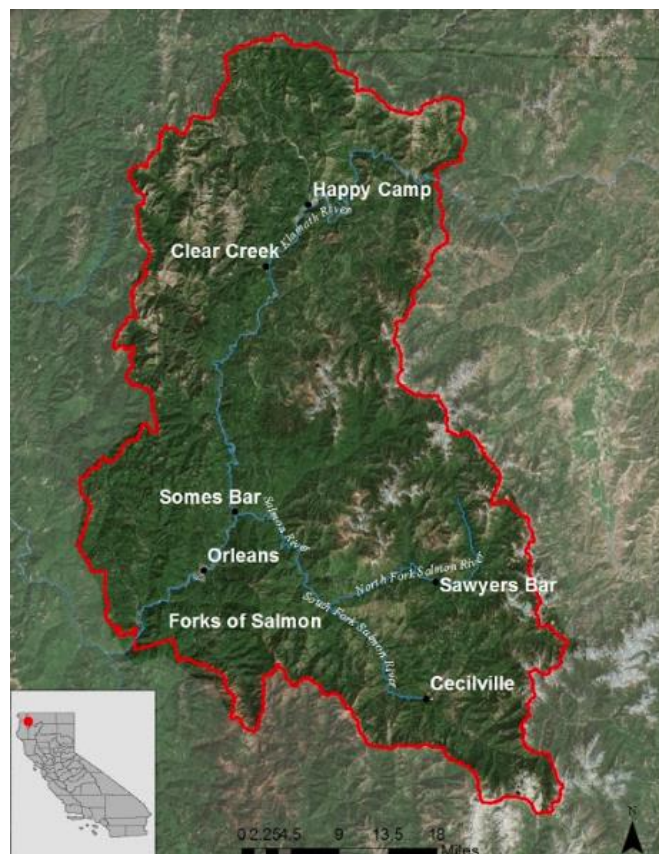 Happy Camp
Klamath River
Clear Creek
Somes Bar
Salmon River
Orleans
North Fork Salmon River
Sawyers Bar
South Fork Salmon River
Forks of Salmon
Cecilville
N
0 2.25 4.5 9 13.5 18
Miles